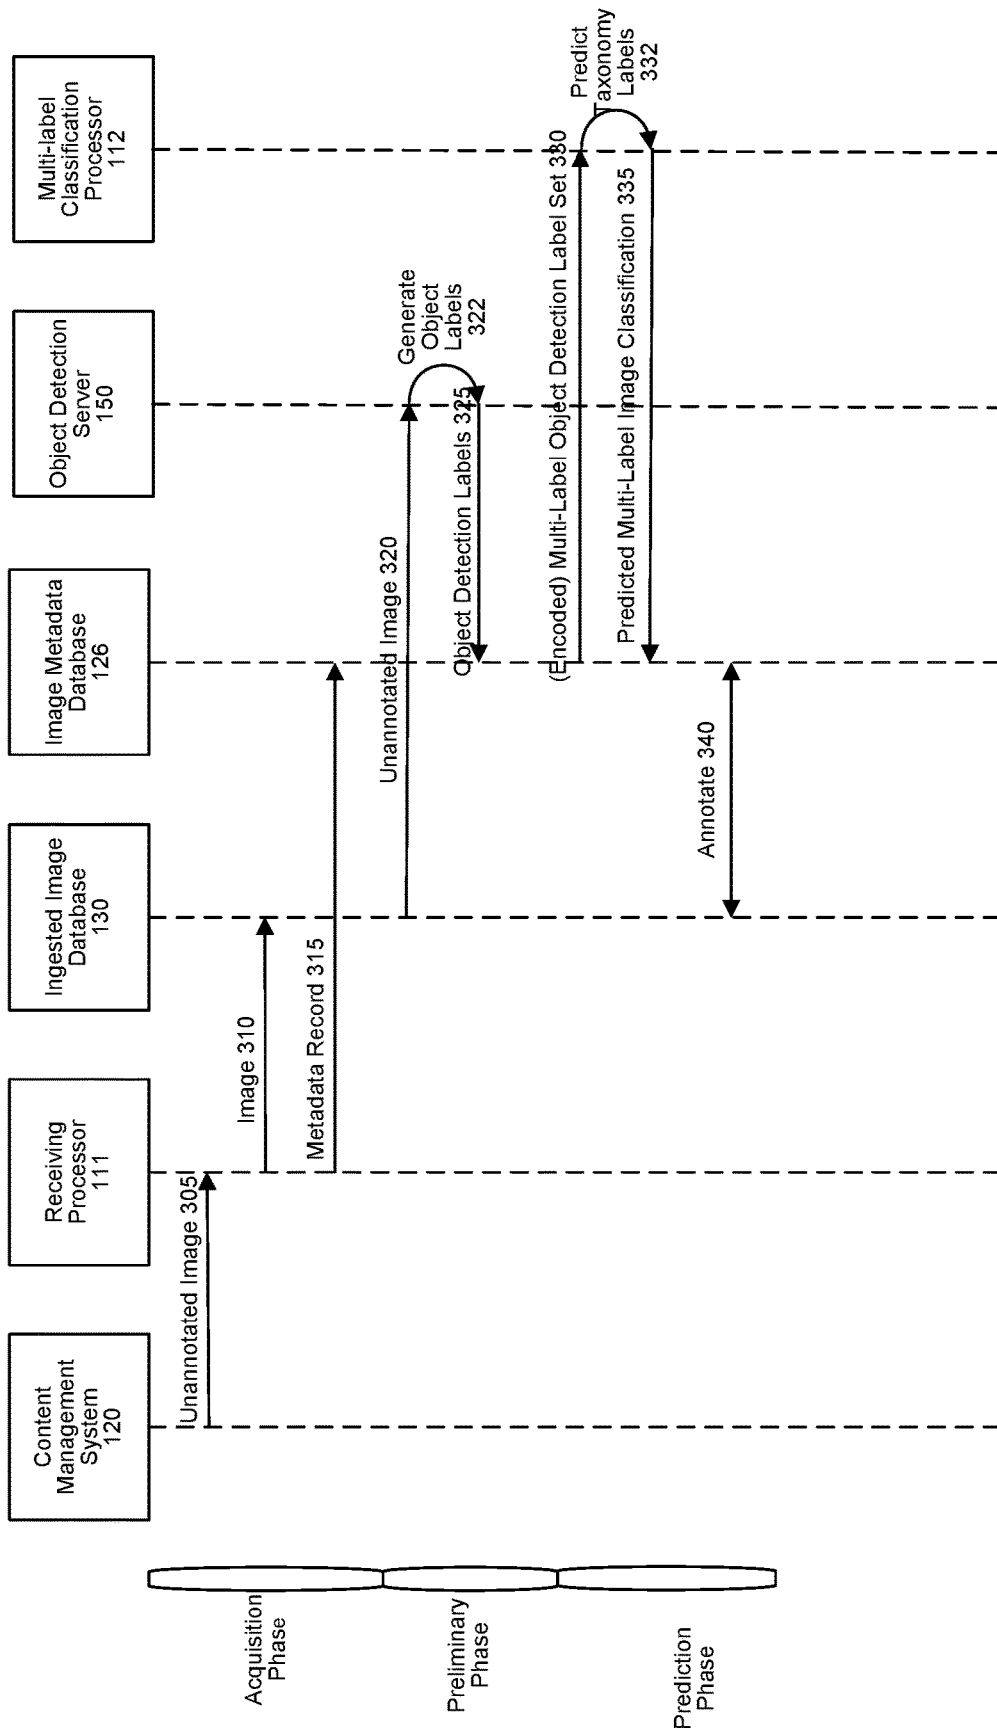 Content
Management
System
120
Receiving
Processor
111
Ingested Image
Database
130
Image Metadata
Database
126
Object Detection
Server
150
Multi-label
Classification
Processor
112
Acquisition
Phase
Unannotated Image 305
Image 310
Metadata Record 315
Preliminary
Phase
Unannotated Image 320
Generate
Object
Labels
322
Object Detection Labels 325
Prediction
Phase
(Encoded) Multi-Label Object Detection Label Set 330
Predict
Taxonomy
Labels
332
Predicted Multi-Label Image Classification 335
Annotate 340